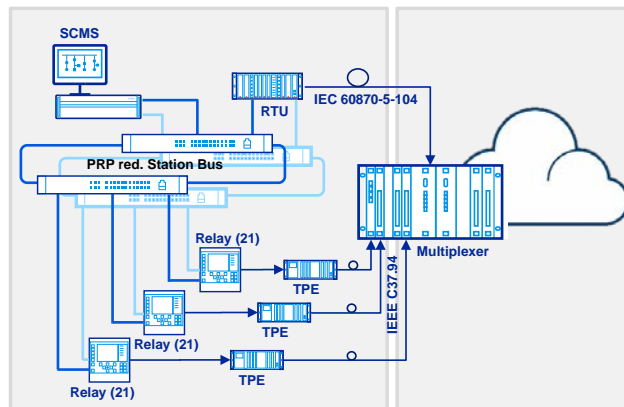 SCMS
RTU
IEC 60870-5-104
PRP red. Station Bus
Multiplexer
IEEE C37.94
Relay (21)
TPE
Relay (21)
TPE
Relay (21)
TPE